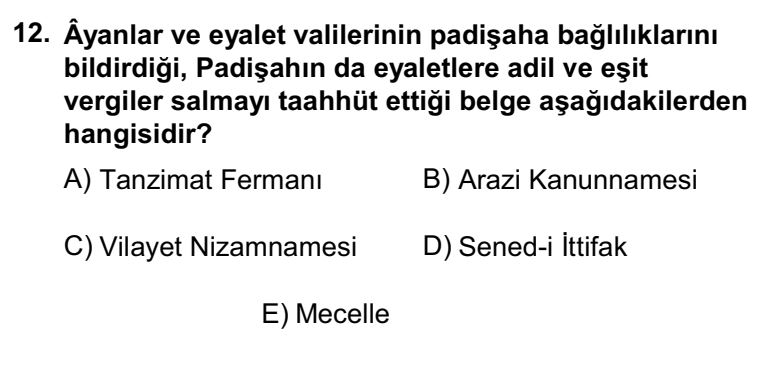 12. Âyanlar ve eyalet valilerinin padişaha bağlılıklarını
bildirdiği, Padişahın da eyaletlere adil ve eşit
vergiler salmayı taahhüt ettiği belge aşağıdakilerden
hangisidir?
A) Tanzimat Fermanı B) Arazi Kanunnamesi
C) Vilayet Nizamnamesi D) Sened-i İttifak
E) Mecelle